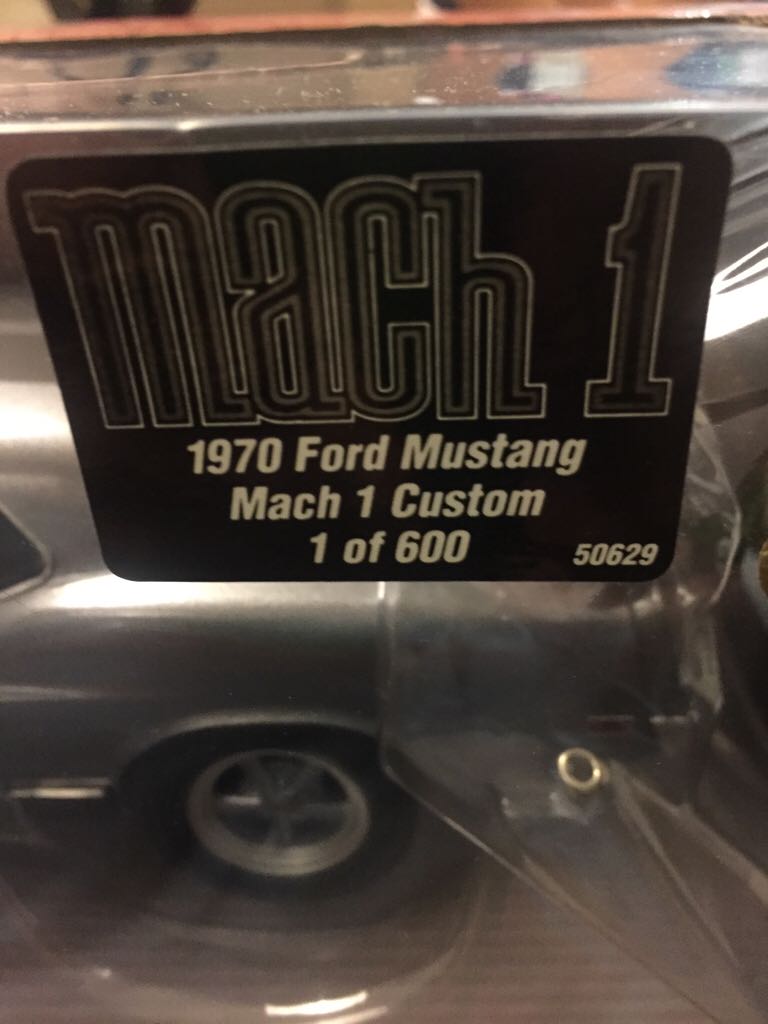 mach 1
1970 Ford Mustang
Mach 1 Custom
1 of 600
50629